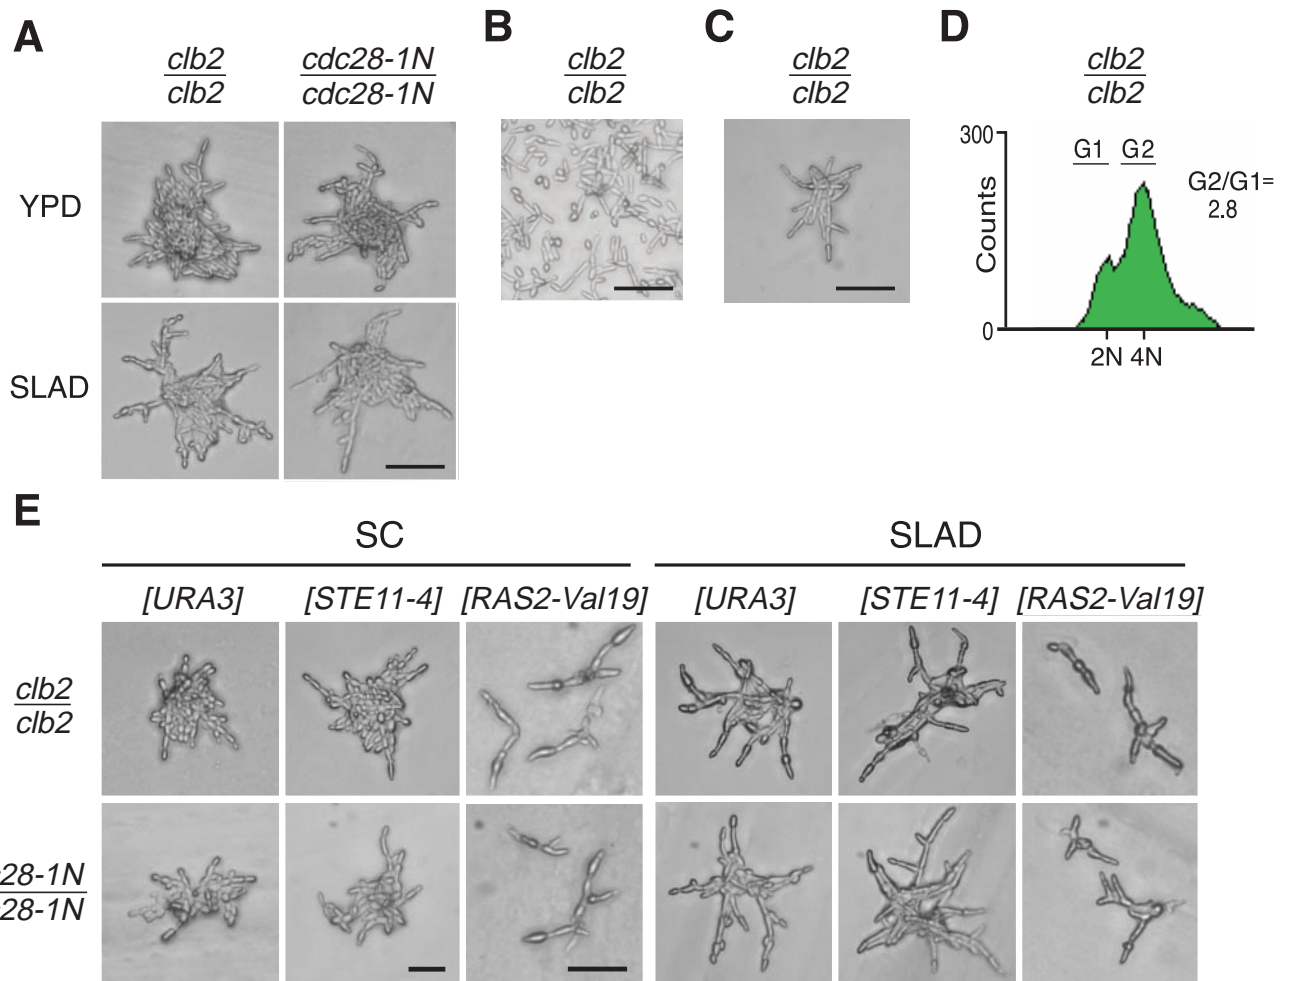 A
clb2
clb2
cdc28-1N
cdc28-1N
YPD
SLAD
B
clb2
clb2
C
clb2
clb2
D
clb2
clb2
300
G1 G2
G2/G1=
2.8
Counts
0
2N 4N
E
SC
SLAD
[URA3] [STE11-4] [RAS2-Val19] [URA3] [STE11-4] [RAS2-Val19]
clb2
clb2
28-1N
28-1N